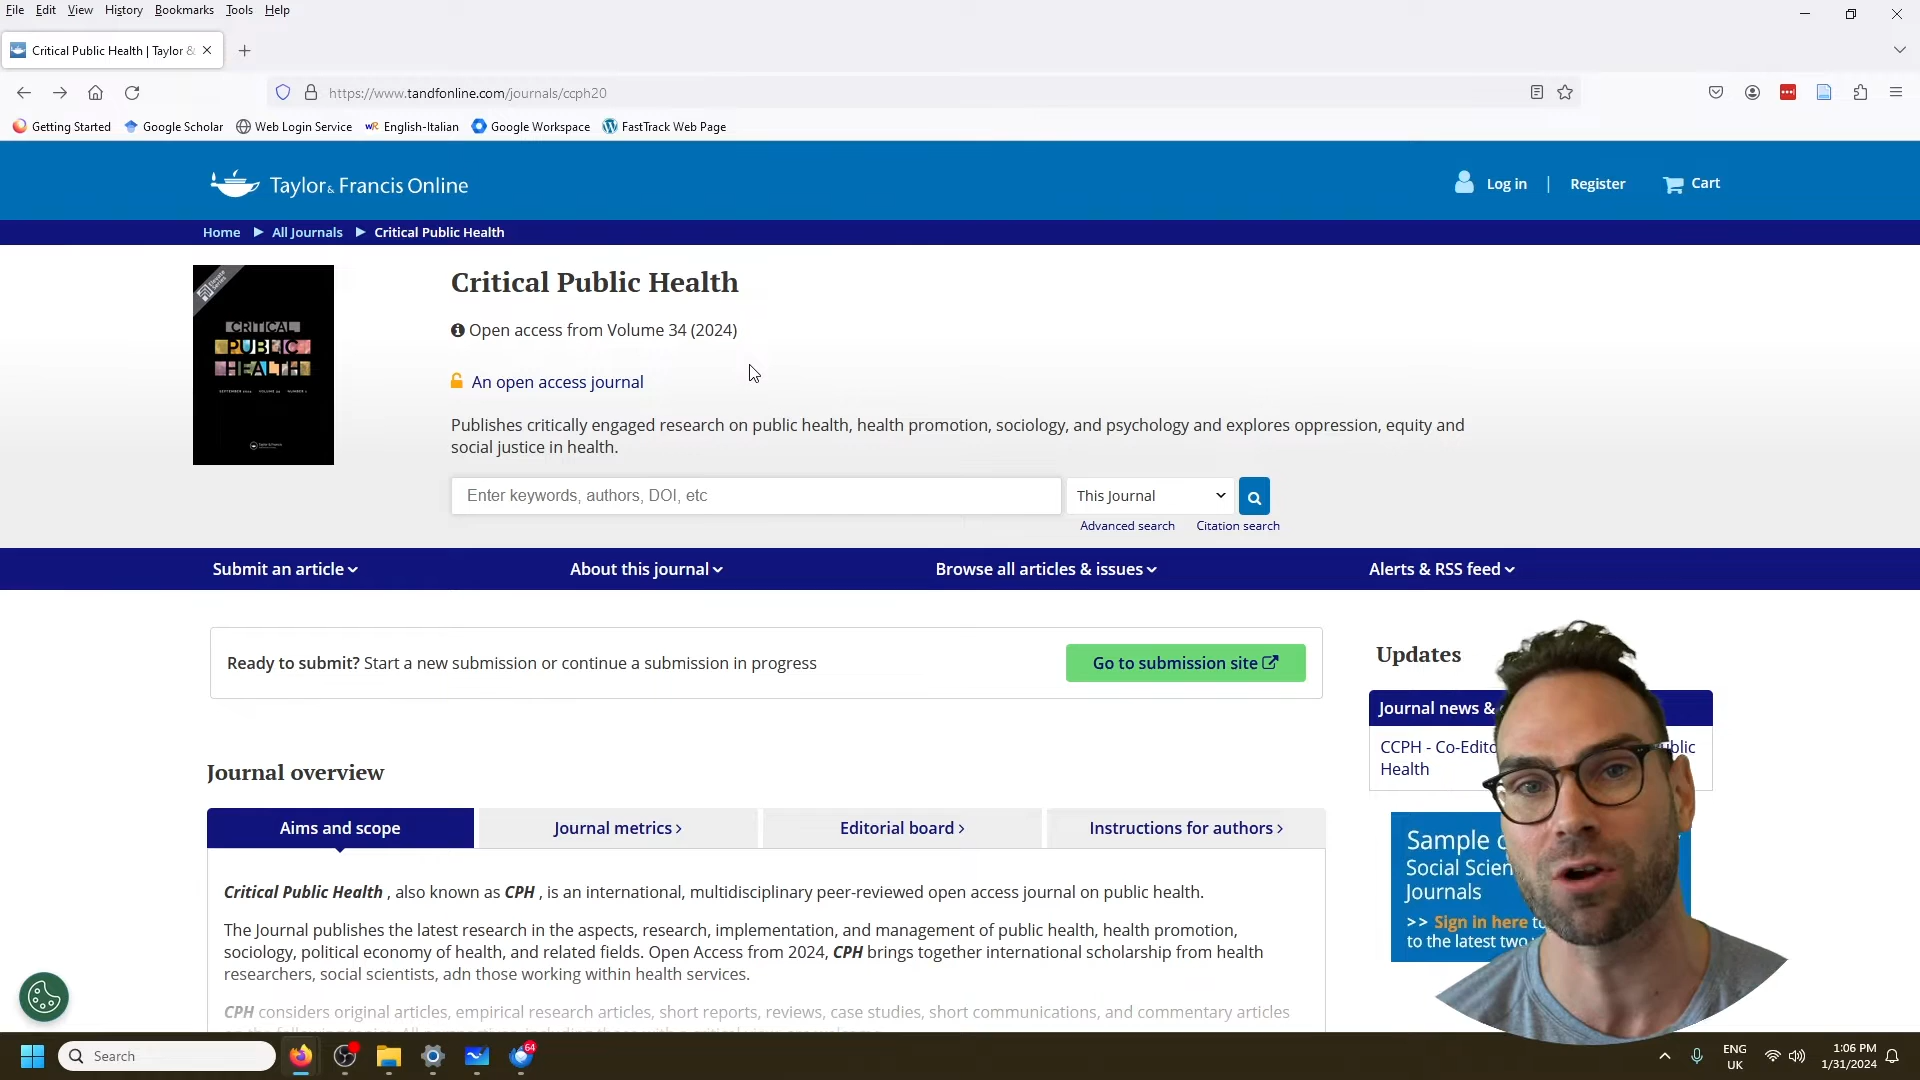 File Edit View History Bookmarks Tools Help
Critical Public Health | Taylor &
https://www.tandfonline.com/journals/ccph20
Getting Started Google Scholar Web Login Service English-Italian Google Workspace FastTrack Web Page
Taylor & Francis Online
Log in | Register Cart
Home All Journals Critical Public Health
CRITICAL
PUBLIC
HEALTH
Critical Public Health
Open access from Volume 34 (2024)
An open access journal
Publishes critically engaged research on public health, health promotion, sociology, and psychology and explores oppression, equity and
social justice in health.
Enter keywords, authors, DOI, etc This Journal
Advanced search Citation search
Submit an article About this journal Browse all articles & issues Alerts & RSS feed
Ready to submit? Start a new submission or continue a submission in progress Go to submission site
Updates
Journal news &
CCPH - Co-Edito
Health
Journal overview
Aims and scope Journal metrics Editorial board Instructions for authors
Sample
Social Scien
Journals
>> Sign in here to
to the latest two
Critical Public Health , also known as CPH , is an international, multidisciplinary peer-reviewed open access journal on public health.
The Journal publishes the latest research in the aspects, research, implementation, and management of public health, health promotion,
sociology, political economy of health, and related fields. Open Access from 2024, CPH brings together international scholarship from health
researchers, social scientists, adn those working within health services.
CPH considers original articles, empirical research articles, short reports, reviews, case studies, short communications, and commentary articles
Search
64
ENG
UK
1:06 PM
1/31/2024